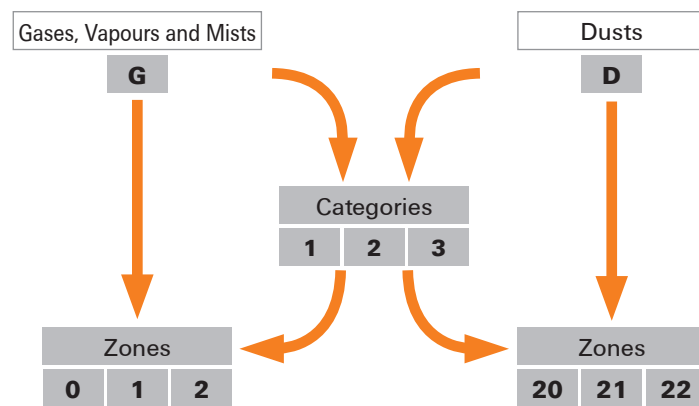 Gases, Vapours and Mists
Dusts
G
D
Categories
1 2 3
Zones
Zones
0 1 2
20 21 22